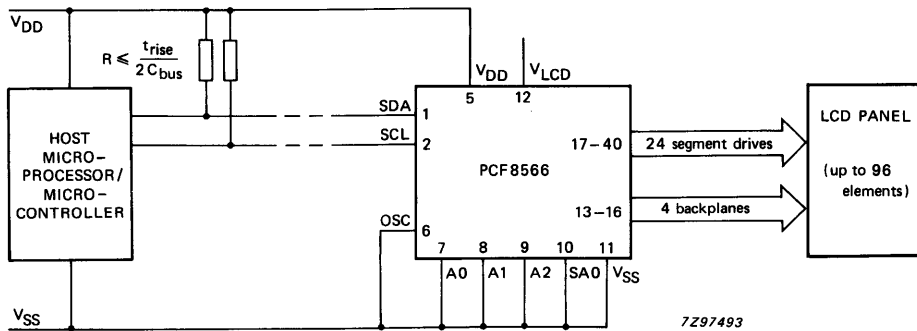 VDD
R ⩽ trise
2 Cbus
VDD
VLCD
5
12
HOST
MICRO-
PROCESSOR/
MICRO-
CONTROLLER
SDA
1
SCL
2
PCF8566
17–40
24 segment drives
13–16
4 backplanes
LCD PANEL
(up to 96
elements)
OSC
6
7
8
9
10
11
A0
A1
A2
SA0
VSS
VSS
7Z97493